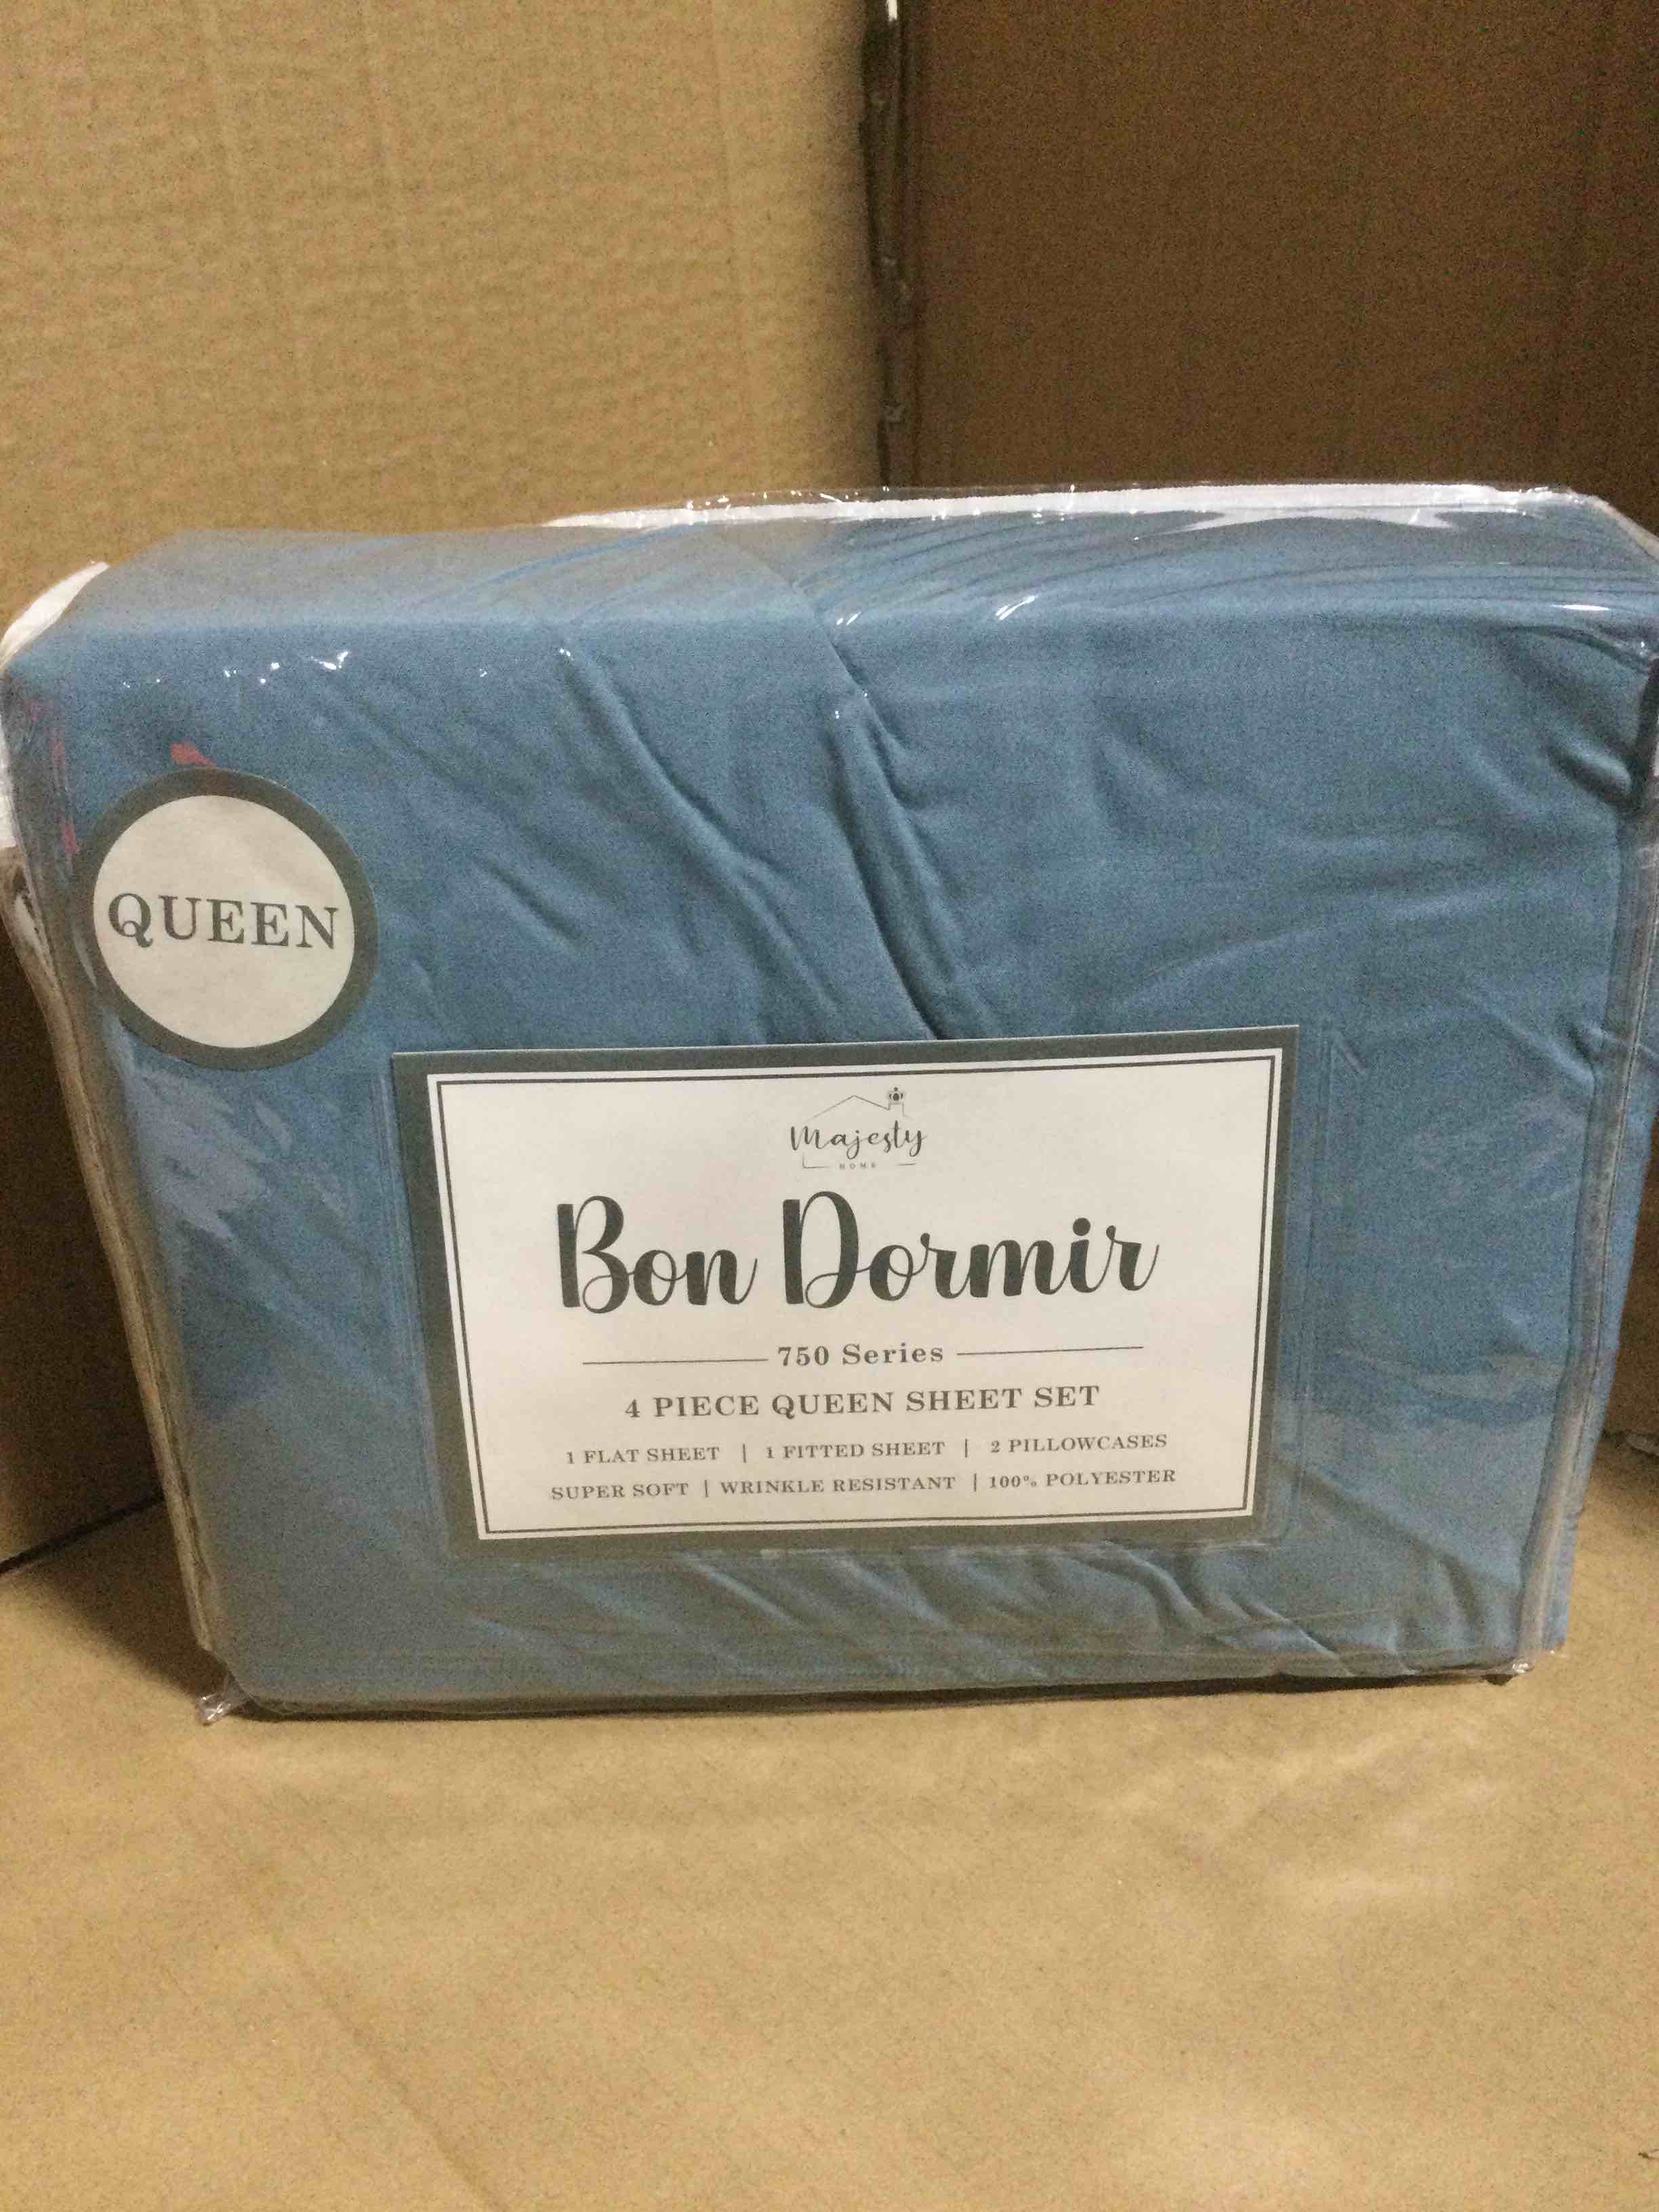 QUEEN
Majesty
HOME
Bon Dormir
750 Series
4 PIECE QUEEN SHEET SET
1 FLAT SHEET | 1 FITTED SHEET | 2 PILLOWCASES
SUPER SOFT | WRINKLE RESISTANT | 100% POLYESTER